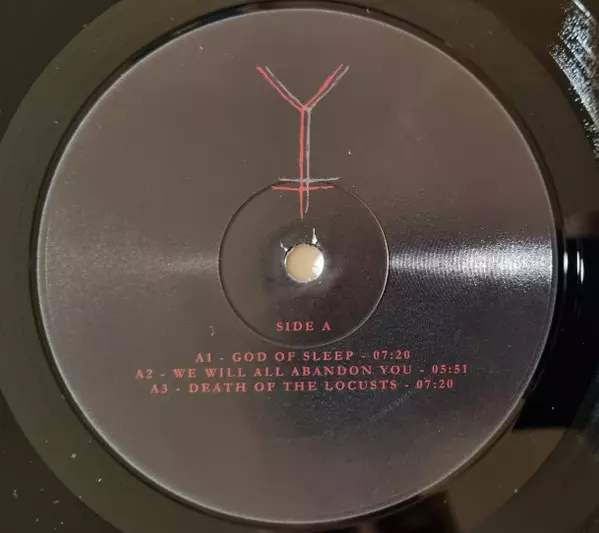 SIDE A
A1 - GOD OF SLEEP - 07:20
A2 - WE WILL ALL ABANDON YOU - 05:51
A3 - DEATH OF THE LOCUSTS - 07:20